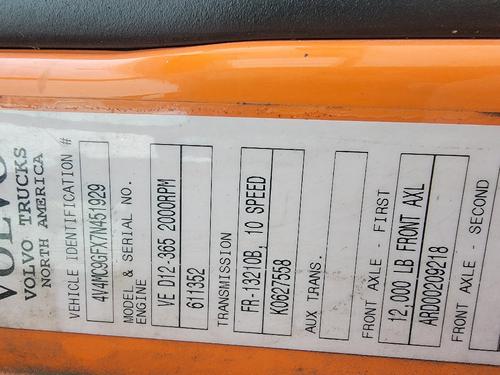 VOLVO
VOLVO TRUCKS
NORTH AMERICA
VEHICLE IDENTIFICATION #
4V4MC9GFX7N451929
MODEL & SERIAL NO.
ENGINE
VE D12-365 2000RPM
611352
TRANSMISSION
FR-13210B, 10 SPEED
K0627558
AUX TRANS.
FRONT AXLE - FIRST
12,000 LB FRONT AXL
ARD00209218
FRONT AXLE - SECOND